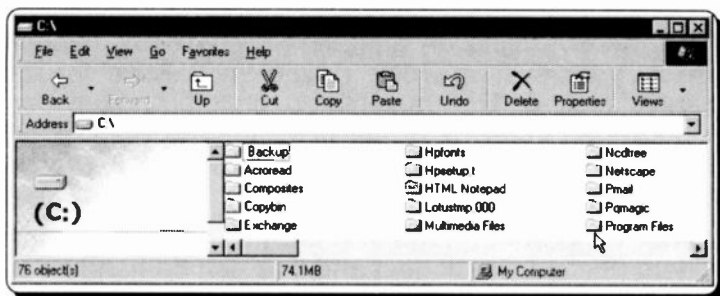 C:\
File Edit View Go Favorites Help
Back Forward Up Cut Copy Paste Undo Delete Properties Views
Address C:\
(C:)
Backup Hpfonts Ncdtree
Acroread Hpsetup.t Netscape
Composites HTML Notepad Pmail
Copybin Lotustmp.000 Pqmagic
Exchange Multimedia Files Program Files
76 object(s) 74.1MB My Computer